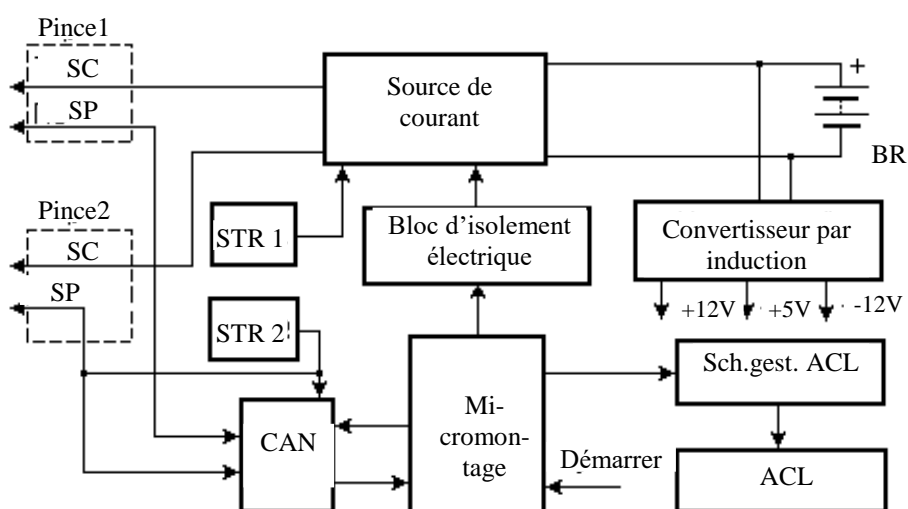 Pince1
SC
SP
Source de
courant
+
BR
Pince2
SC
SP
STR 1
Bloc d’isolement
électrique
Convertisseur par
induction
+12V
+5V
-12V
STR 2
Sch.gest. ACL
CAN
Mi-
cromon-
tage
Démarrer
ACL